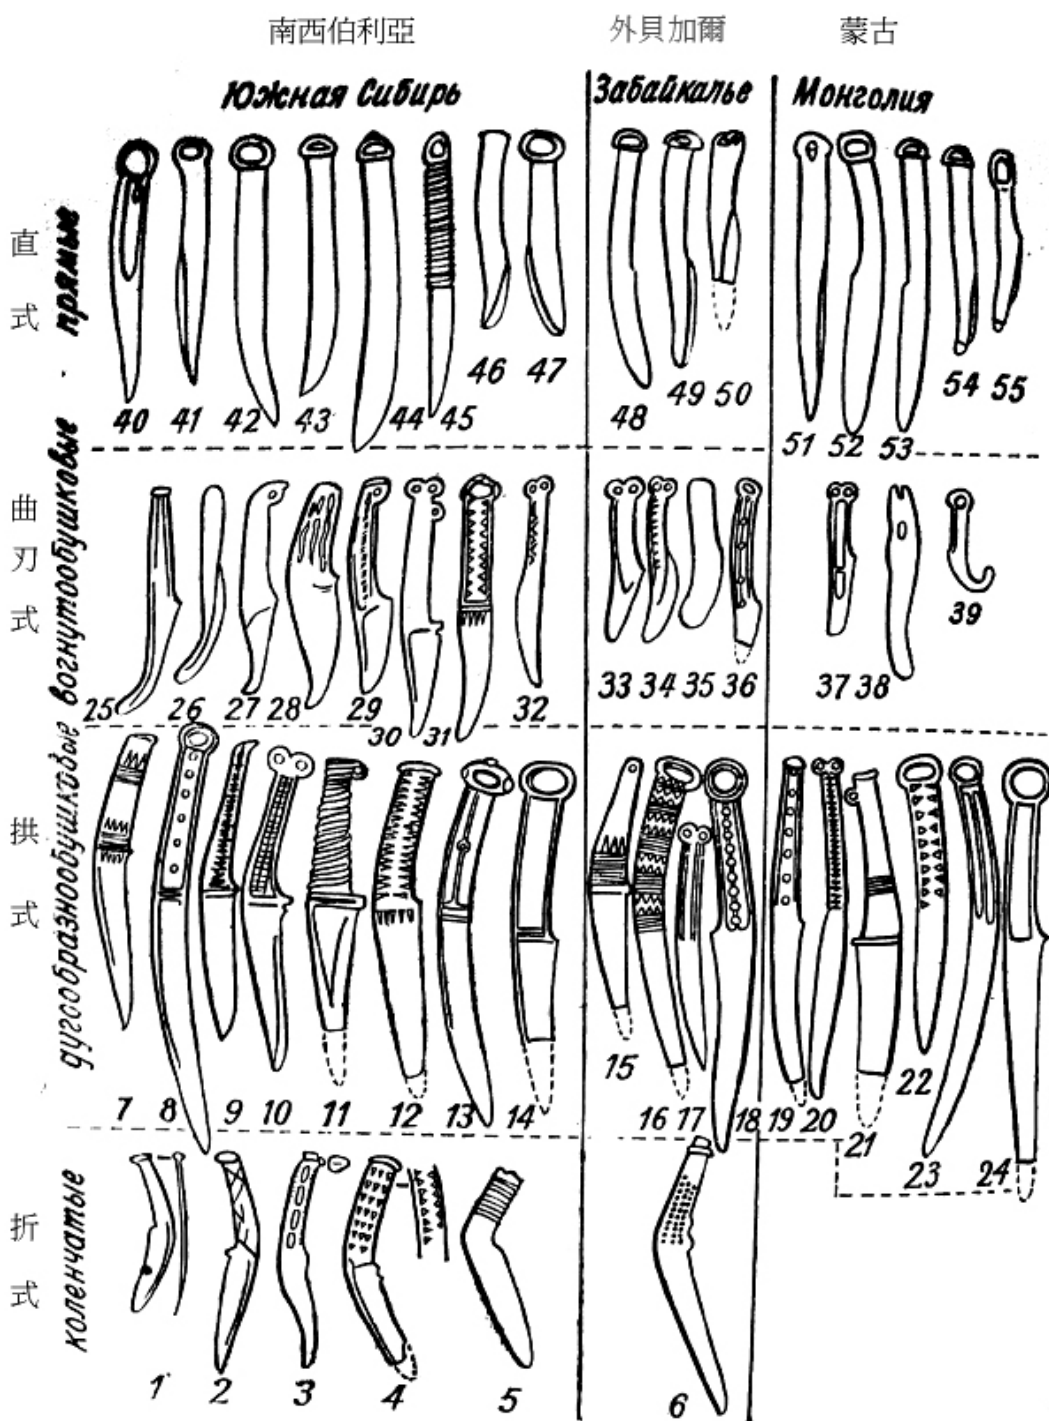 南西伯利亞 外貝加爾 蒙古
Южная Сибирь Забайкалье Монголия
直式 прямые
40 41 42 43 44 45 46 47 48 49 50 51 52 53 54 55
曲刃式 вогнутообушковые
25 26 27 28 29 30 31 32 33 34 35 36 37 38 39
拱式 дугообразнообушковые
7 8 9 10 11 12 13 14 15 16 17 18 19 20 21 22 23 24
折式 коленчатые
1 2 3 4 5 6